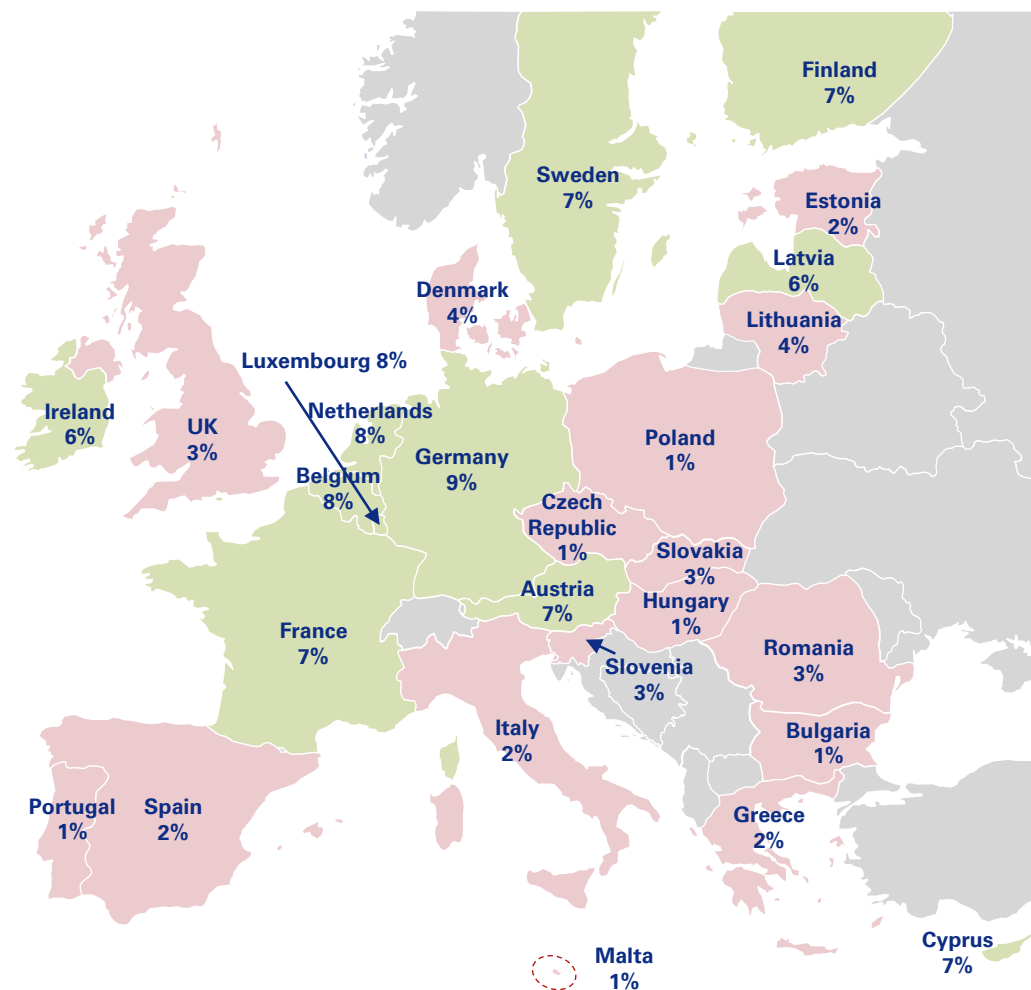 Finland
7%
Sweden
7%
Estonia
2%
Latvia
6%
Denmark
4%
Lithuania
4%
Luxembourg 8%
Ireland
6%
UK
3%
Netherlands
8%
Belgium
8%
Germany
9%
Poland
1%
Czech
Republic
1%
Slovakia
3%
Austria
7%
Hungary
1%
France
7%
Slovenia
3%
Romania
3%
Italy
2%
Bulgaria
1%
Portugal
1%
Spain
2%
Greece
2%
Cyprus
7%
Malta
1%